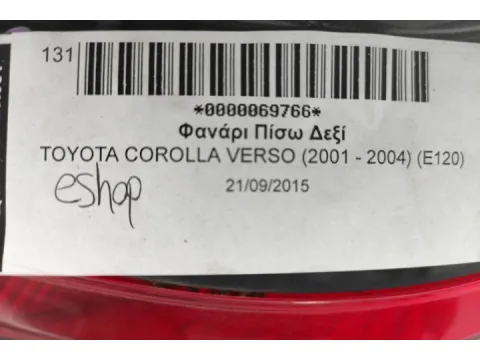 131
*0000069766*
Φανάρι Πίσω Δεξί
TOYOTA COROLLA VERSO (2001 - 2004) (E120)
eshop
21/09/2015